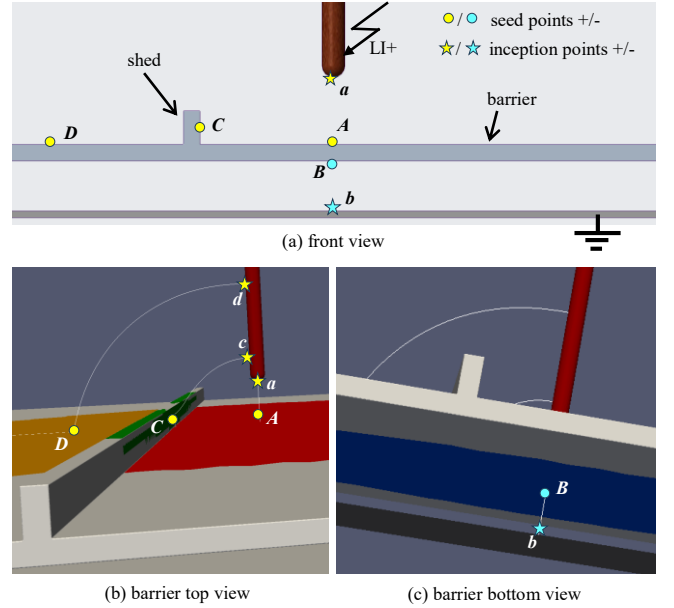 / seed points +/-
LI+
/ inception points +/-
shed
a
barrier
D
C
A
B
b
(a) front view
d
c
a
D
C
A
B
b
(b) barrier top view
(c) barrier bottom view